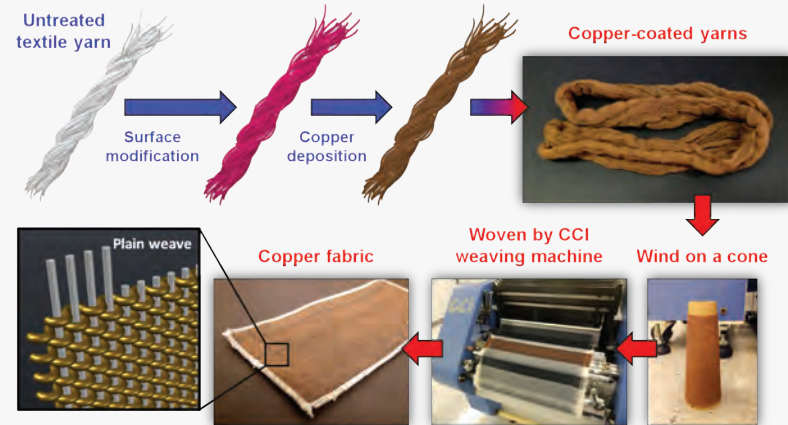 Untreated
textile yarn
Surface
modification
Copper
deposition
Copper-coated yarns
Wind on a cone
Woven by CCI
weaving machine
Copper fabric
Plain weave